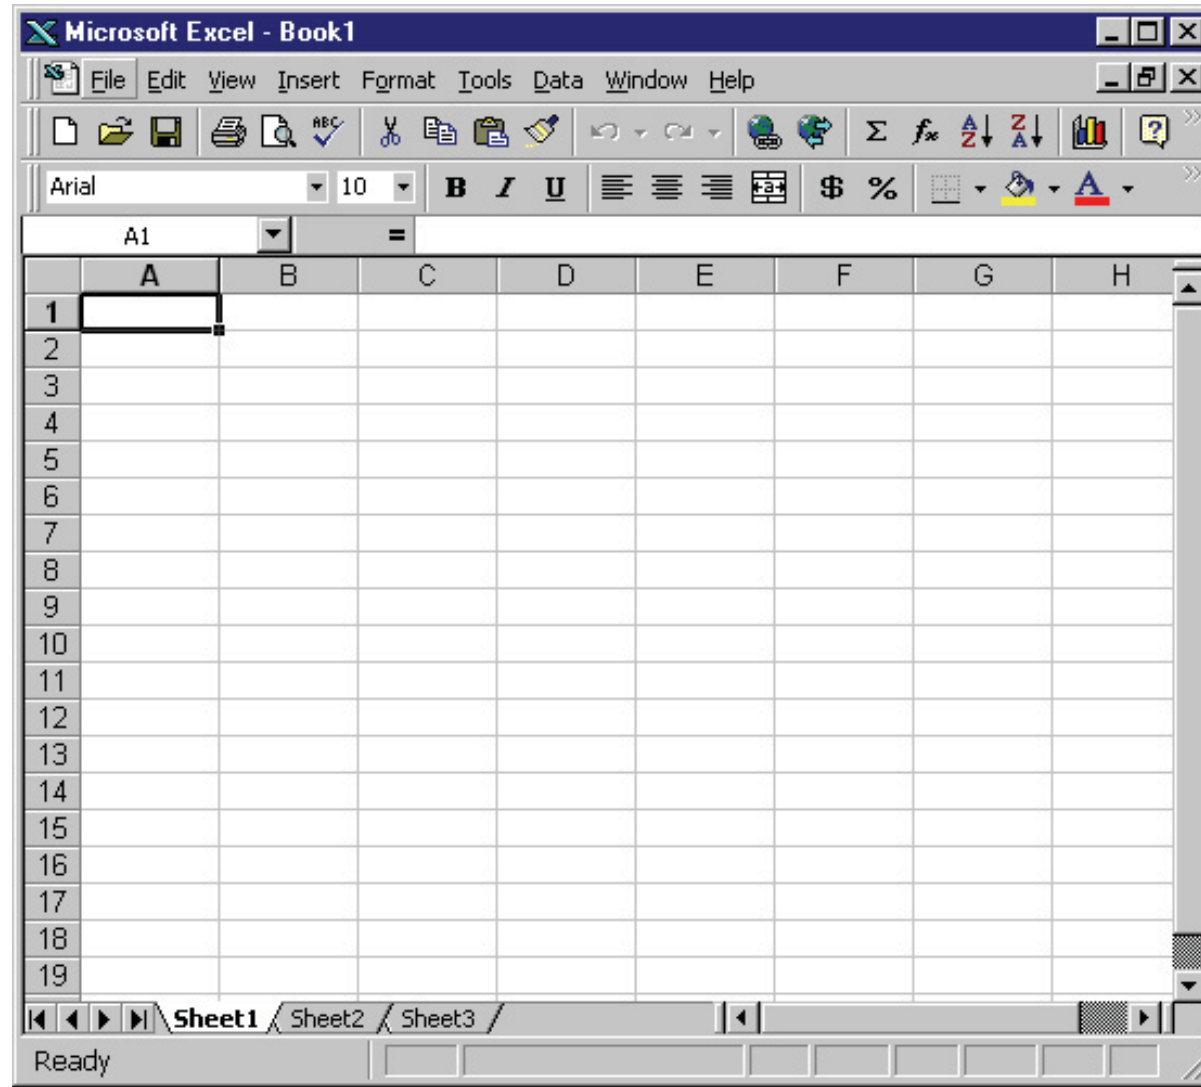 Microsoft Excel - Book1
File Edit View Insert Format Tools Data Window Help
ABC Σ fx A Z Z A ? »
Arial 10 B I U a $ % A »
A1 =
A B C D E F G H
1
2
3
4
5
6
7
8
9
10
11
12
13
14
15
16
17
18
19
Sheet1 Sheet2 Sheet3
Ready